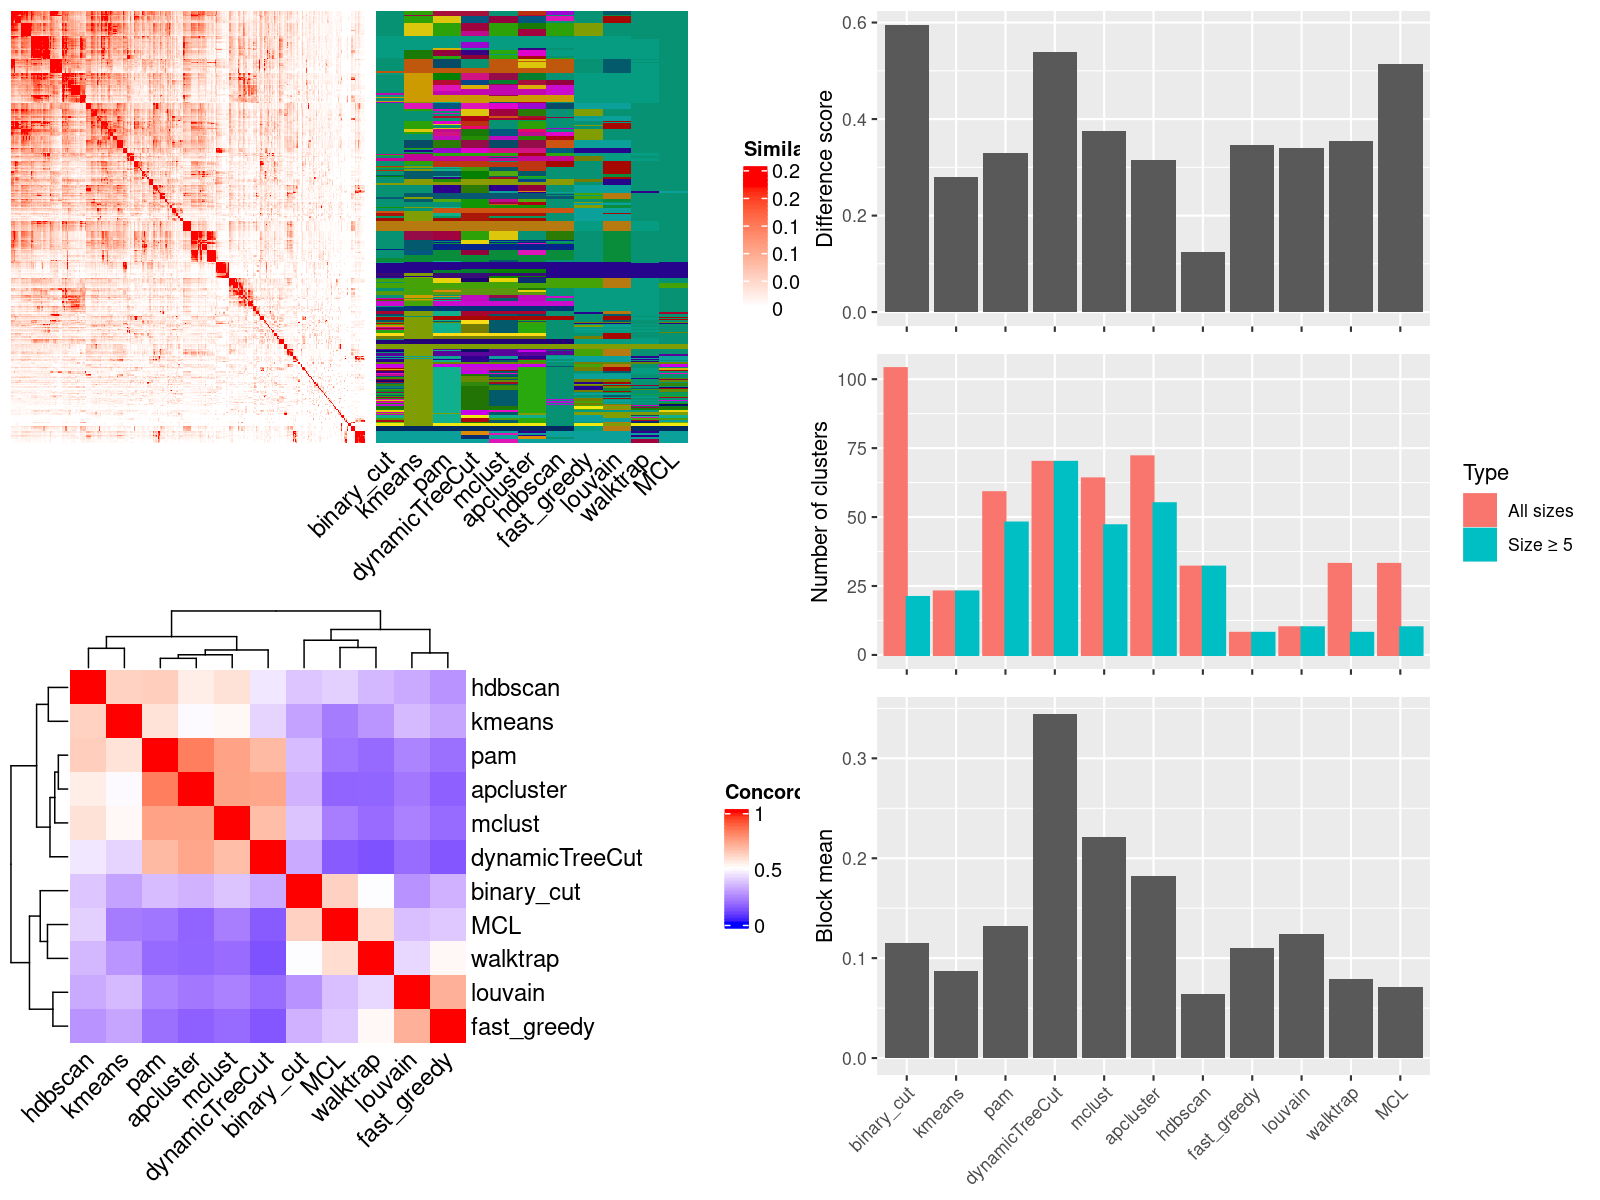 Simila
0.2
0.2
0.1
0.1
0.0
0
binary_cut
kmeans
pam
dynamicTreeCut
mclust
apcluster
hdbscan
fast_greedy
louvain
walktrap
MCL
hdbscan
kmeans
pam
apcluster
mclust
dynamicTreeCut
binary_cut
MCL
walktrap
louvain
fast_greedy
hdbscan
kmeans
pam
apcluster
mclust
dynamicTreeCut
binary_cut
MCL
walktrap
louvain
fast_greedy
Concord
1
0.5
0
Difference score
0.6
0.4
0.2
0.0
Number of clusters
100
75
50
25
0
Type
All sizes
Size ≥ 5
Block mean
0.3
0.2
0.1
0.0
binary_cut
kmeans
pam
dynamicTreeCut
mclust
apcluster
hdbscan
fast_greedy
louvain
walktrap
MCL